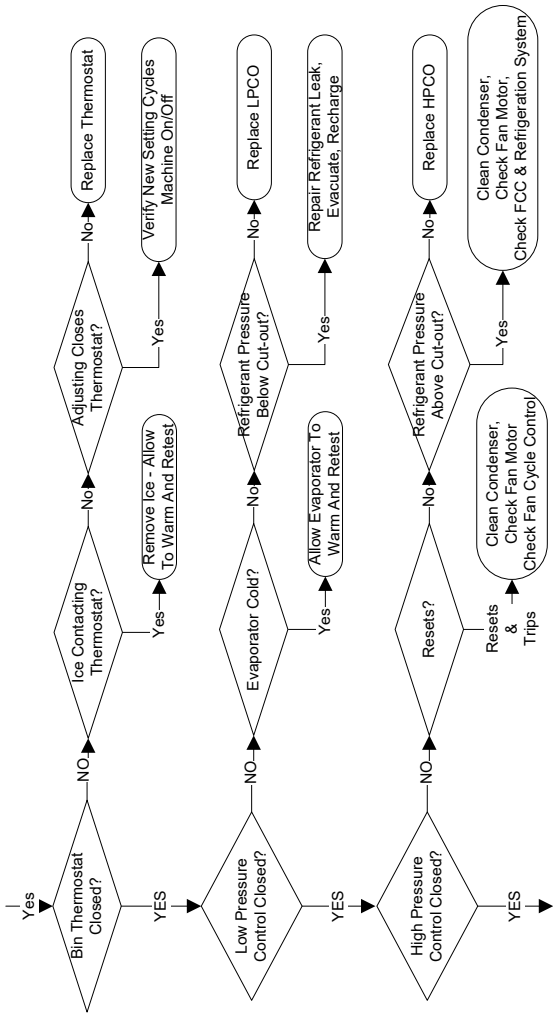 Yes
Bin Thermostat
Closed?
NO
Ice Contacting
Thermostat?
No
Adjusting Closes
Thermostat?
No
Replace Thermostat
Yes
Remove Ice - Allow
To Warm And Retest
Yes
Verify New Setting Cycles
Machine On/Off
YES
Low Pressure
Control Closed?
NO
Evaporator Cold?
No
Refrigerant Pressure
Below Cut-out?
No
Replace LPCO
Yes
Allow Evaporator To
Warm And Retest
Yes
Repair Refrigerant Leak,
Evacuate, Recharge
YES
High Pressure
Control Closed?
NO
Resets?
No
Refrigerant Pressure
Above Cut-out?
No
Replace HPCO
Resets
&
Trips
Clean Condenser,
Check Fan Motor
Check Fan Cycle Control
Yes
Clean Condenser,
Check Fan Motor,
Check FCC & Refrigeration System
YES